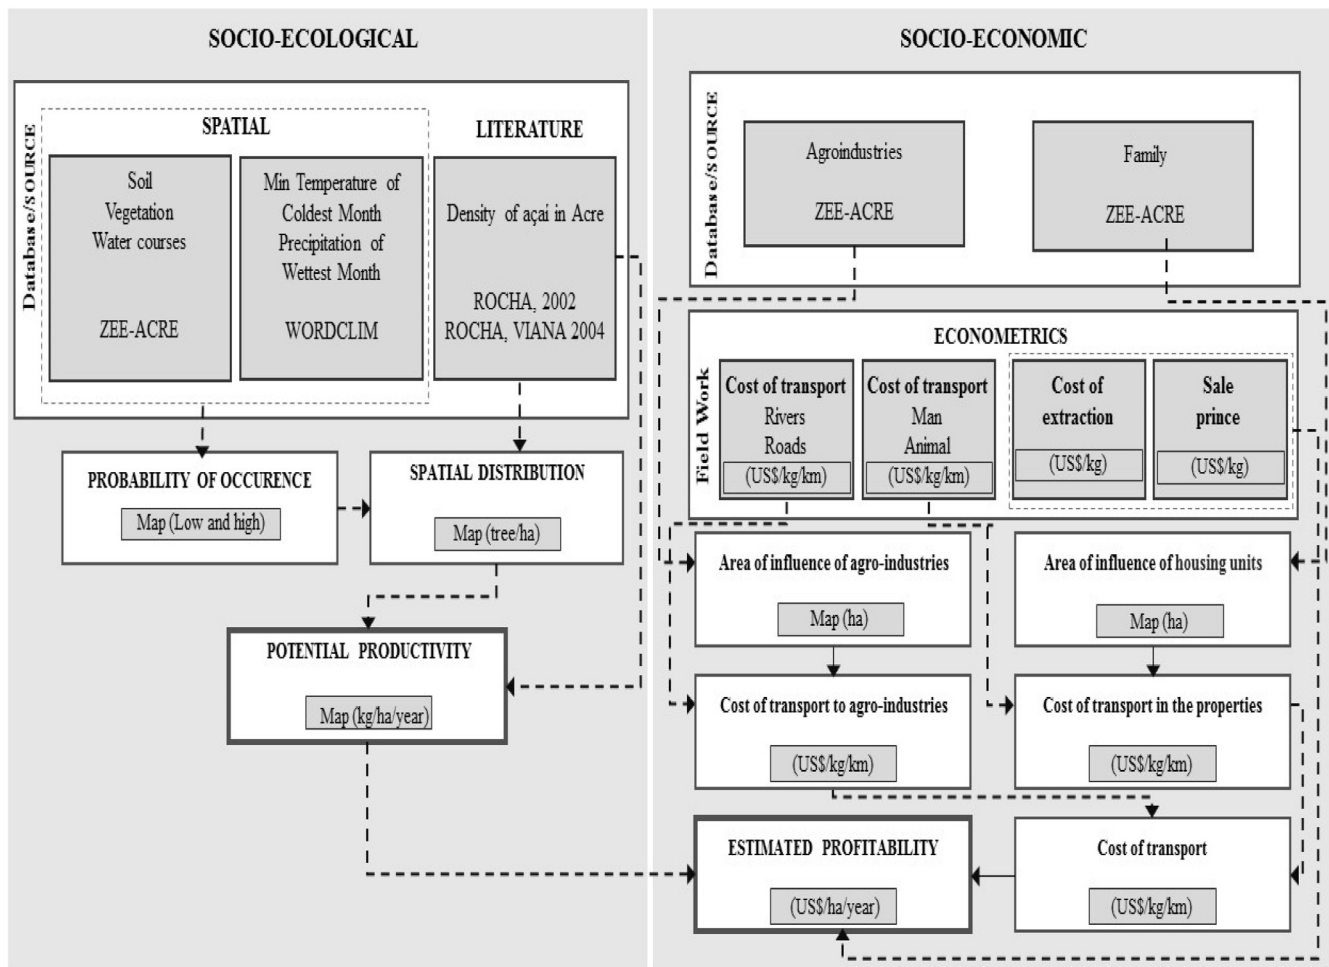 SOCIO-ECOLOGICAL
Database/SOURCE
SPATIAL
Soil
Vegetation
Water courses
ZEE-ACRE
Min Temperature of
Coldest Month
Precipitation of
Wettest Month
WORDCLIM
LITERATURE
Density of açaí in Acre
ROCHA, 2002
ROCHA, VIANA 2004
PROBABILITY OF OCCURENCE
Map (Low and high)
SPATIAL DISTRIBUTION
Map (tree/ha)
POTENTIAL PRODUCTIVITY
Map (kg/ha/year)
SOCIO-ECONOMIC
Database/SOURCE
Agroindustries
ZEE-ACRE
Family
ZEE-ACRE
Field Work
ECONOMETRICS
Cost of transport
Rivers
Roads
(US$/kg/km)
Cost of transport
Man
Animal
(US$/kg/km)
Cost of
extraction
(US$/kg)
Sale
prince
(US$/kg)
Area of influence of agro-industries
Map (ha)
Area of influence of housing units
Map (ha)
Cost of transport to agro-industries
(US$/kg/km)
Cost of transport in the properties
(US$/kg/km)
ESTIMATED PROFITABILITY
(US$/ha/year)
Cost of transport
(US$/kg/km)